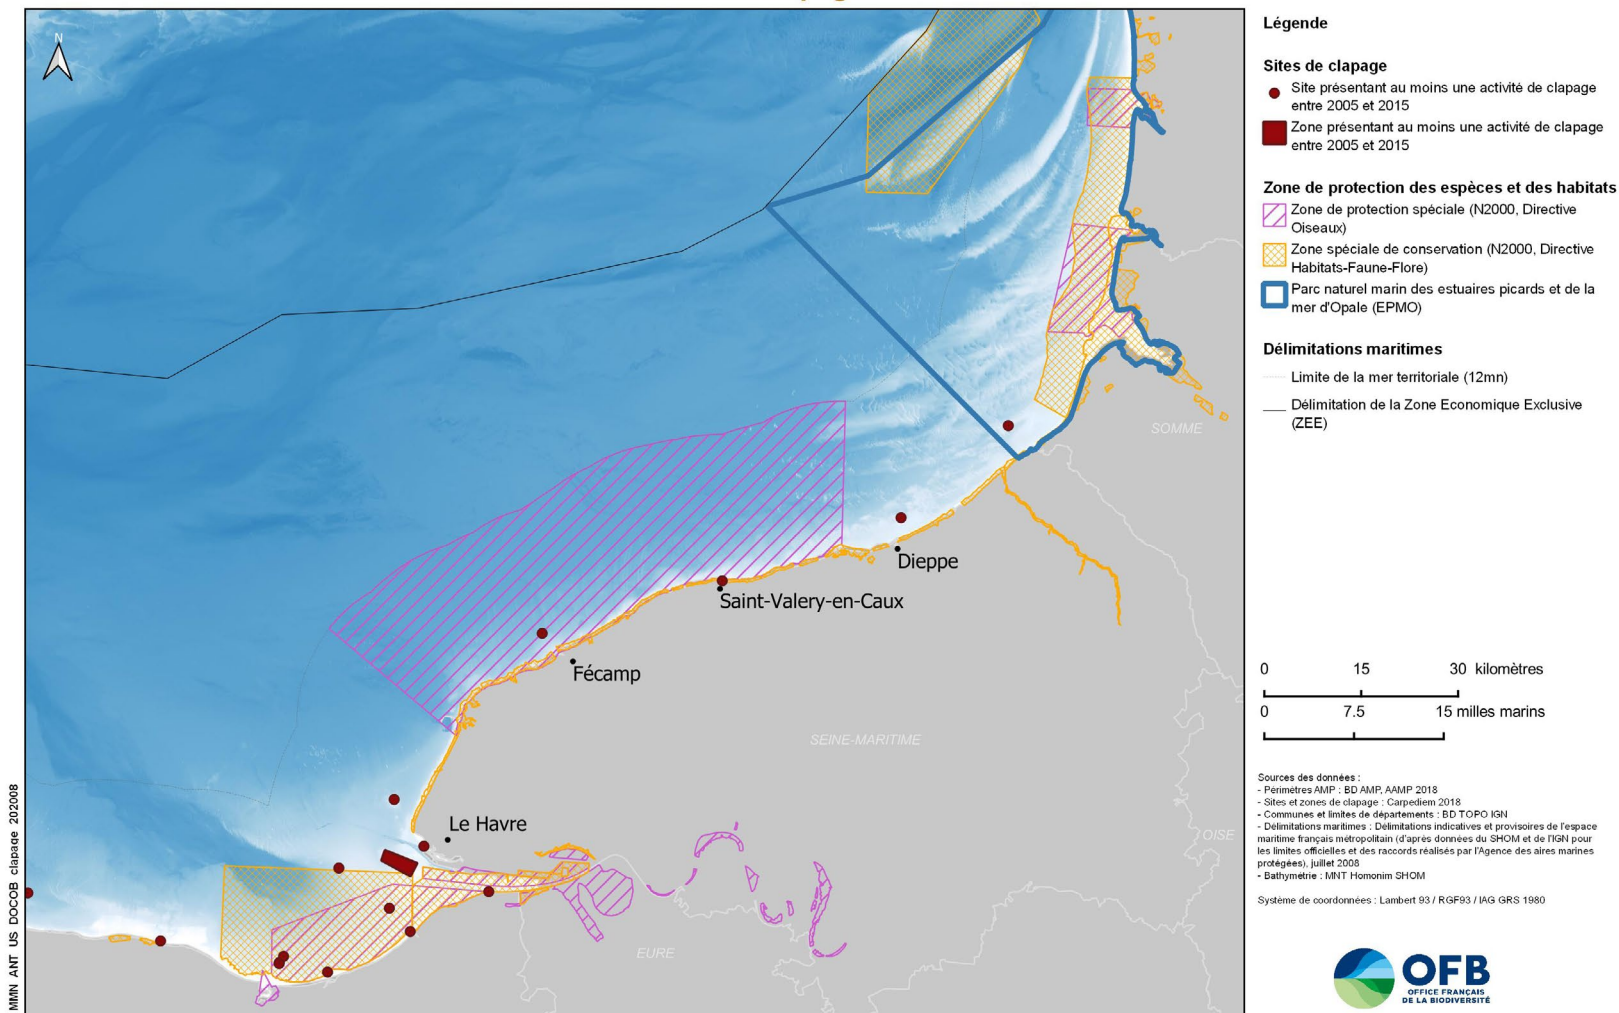 N
SOMME
Dieppe
Saint-Valery-en-Caux
Fécamp
SEINE-MARITIME
Le Havre
OISE
EURE
MMN ANT US DOCOB clapage 202008
Légende
Sites de clapage
Site présentant au moins une activité de clapage
entre 2005 et 2015
Zone présentant au moins une activité de clapage
entre 2005 et 2015
Zone de protection des espèces et des habitats
Zone de protection spéciale (N2000, Directive
Oiseaux)
Zone spéciale de conservation (N2000, Directive
Habitats-Faune-Flore)
Parc naturel marin des estuaires picards et de la
mer d'Opale (EPMO)
Délimitations maritimes
Limite de la mer territoriale (12mn)
Délimitation de la Zone Economique Exclusive
(ZEE)
0 15 30 kilomètres
0 7.5 15 milles marins
Sources des données :
- Périmètres AMP : BD AMP, AAMP 2018
- Sites et zones de clapage : Carpediem 2018
- Communes et limites de départements : BD TOPO IGN
- Délimitations maritimes : Délimitations indicatives et provisoires de l'espace
maritime français métropolitain (d'après données du SHOM et de l'IGN pour
les limites officielles et des raccords réalisés par l'Agence des aires marines
protégées), juillet 2008
- Bathymétrie : MNT Homonim SHOM
Système de coordonnées : Lambert 93 / RGF93 / IAG GRS 1980
OFB
OFFICE FRANÇAIS
DE LA BIODIVERSITÉ